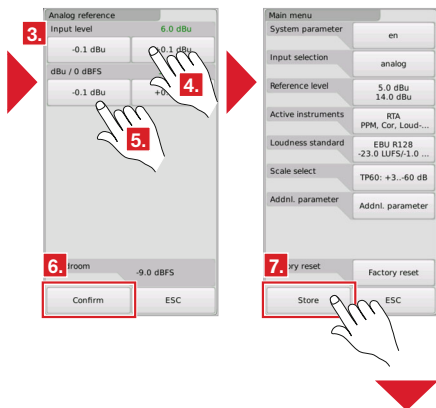 Analog reference
Input level 6.0 dBu
3.
-0.1 dBu +0.1 dBu
4.
dBu / 0 dBFS
-0.1 dBu
5.
6.
-9.0 dBFS
Confirm ESC
Main menu
System parameter en
Input selection analog
Reference level 5.0 dBu
14.0 dBu
Active instruments RTA
PPM, Cor, Loud-...
Loudness standard EBU R128
-23.0 LUFS/-1.0 ...
Scale select TP60: +3..-60 dB
Addnl. parameter Addnl. parameter
7.
Factory reset
Store ESC